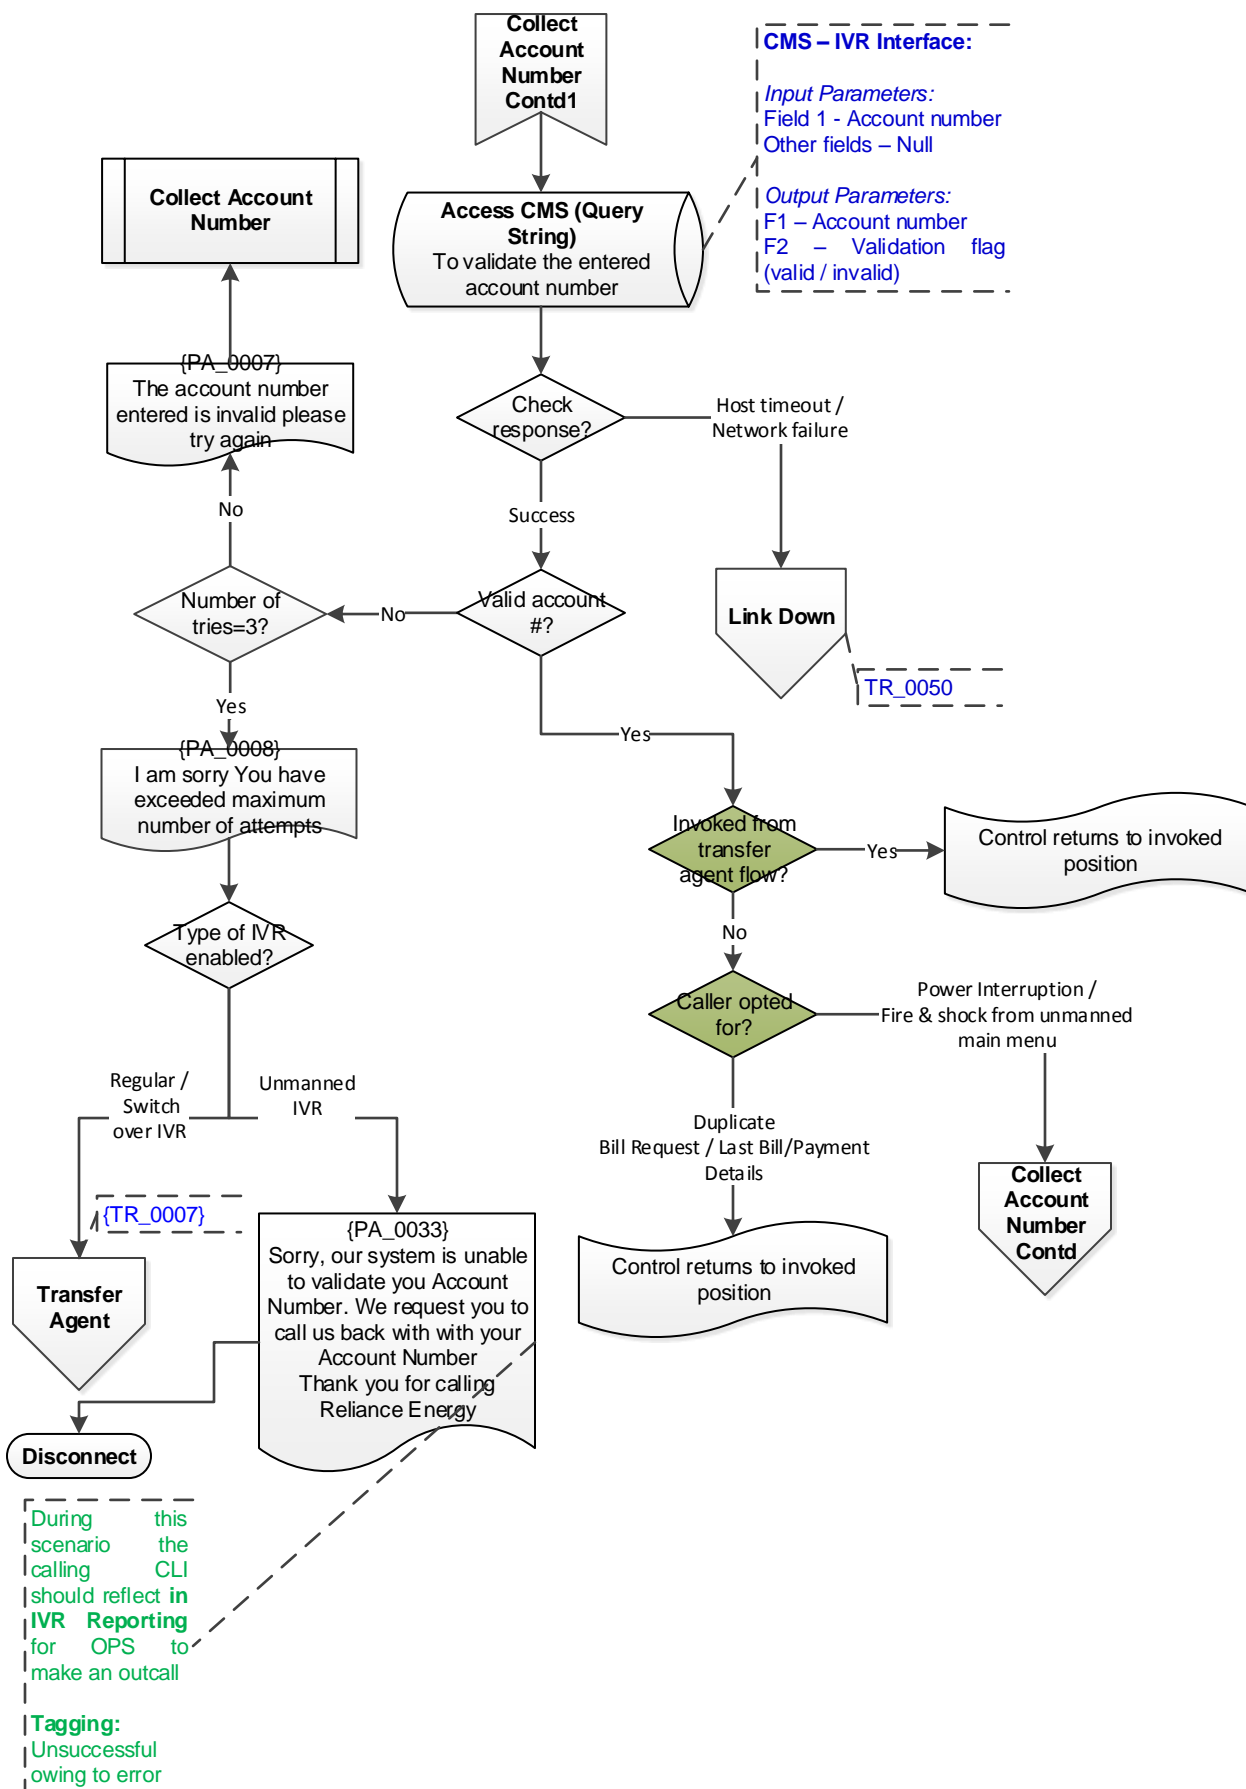 Collect
Account
Number
Contd1
CMS – IVR Interface:
Input Parameters:
Field 1 - Account number
Other fields – Null
Output Parameters:
F1 – Account number
F2 – Validation flag
(valid / invalid)
Collect Account
Number
Access CMS (Query
String)
To validate the entered
account number
{PA_0007}
The account number
entered is invalid please
try again
Check
response?
Host timeout /
Network failure
No
Success
Number of
tries=3?
No
Valid account
#?
Link Down
TR_0050
Yes
Yes
{PA_0008}
I am sorry You have
exceeded maximum
number of attempts
Invoked from
transfer
agent flow?
Yes
Control returns to invoked
position
No
Type of IVR
enabled?
Caller opted
for?
Power Interruption /
Fire & shock from unmanned
main menu
Regular /
Switch
over IVR
Unmanned
IVR
Duplicate
Bill Request / Last Bill/Payment
Details
Collect
Account
Number
Contd
{TR_0007}
{PA_0033}
Sorry, our system is unable
to validate you Account
Number. We request you to
call us back with with your
Account Number
Thank you for calling
Reliance Energy
Control returns to invoked
position
Transfer
Agent
Disconnect
During this
scenario the
calling CLI
should reflect in
IVR Reporting
for OPS to
make an outcall
Tagging:
Unsuccessful
owing to error